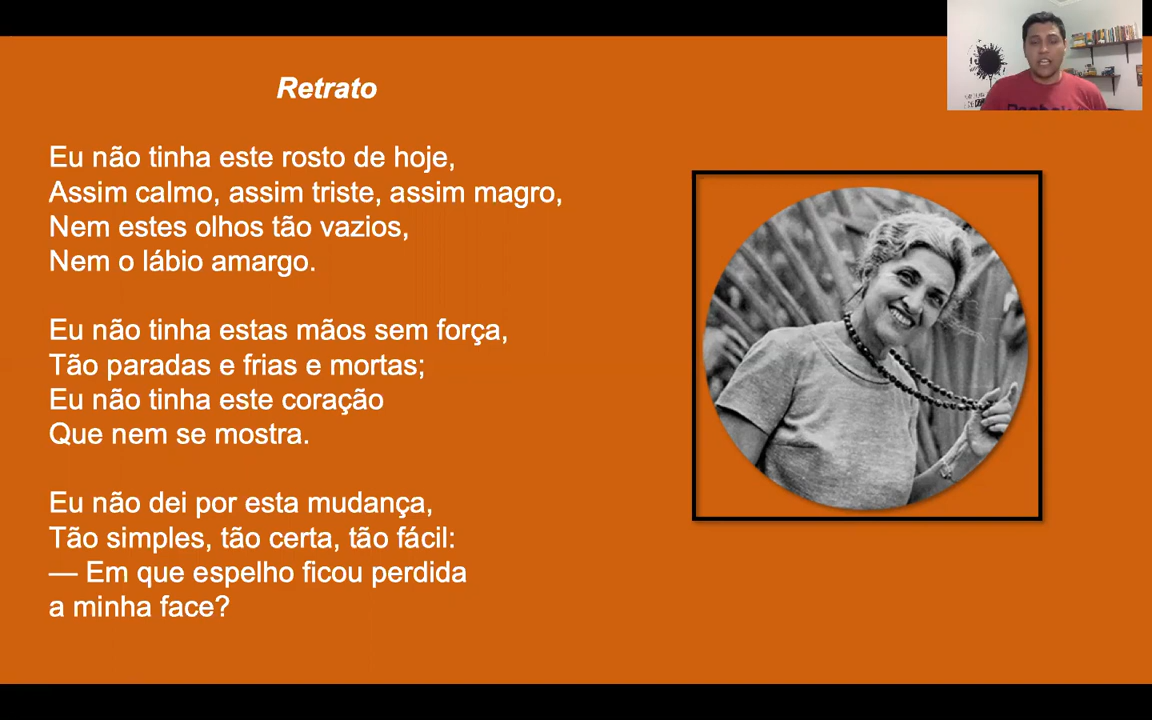 Retrato
Eu não tinha este rosto de hoje,
Assim calmo, assim triste, assim magro,
Nem estes olhos tão vazios,
Nem o lábio amargo.
Eu não tinha estas mãos sem força,
Tão paradas e frias e mortas;
Eu não tinha este coração
Que nem se mostra.
Eu não dei por esta mudança,
Tão simples, tão certa, tão fácil:
— Em que espelho ficou perdida
a minha face?